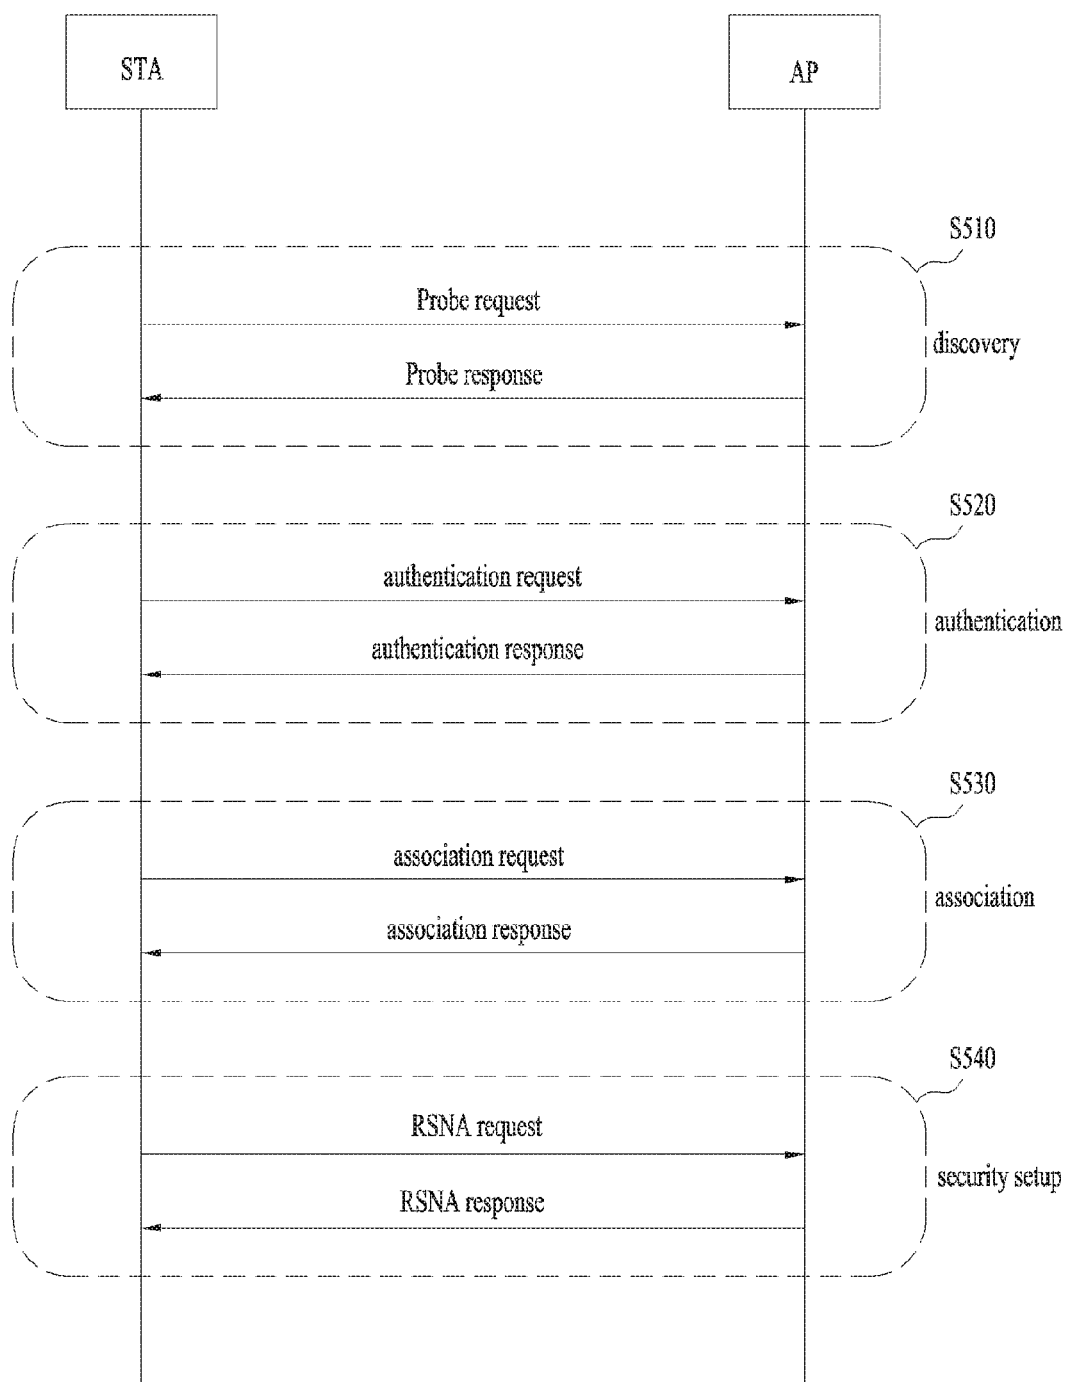 STA
AP
S510
Probe request
discovery
Probe response
S520
authentication request
authentication
authentication response
S530
association request
association
association response
S540
RSNA request
security setup
RSNA response